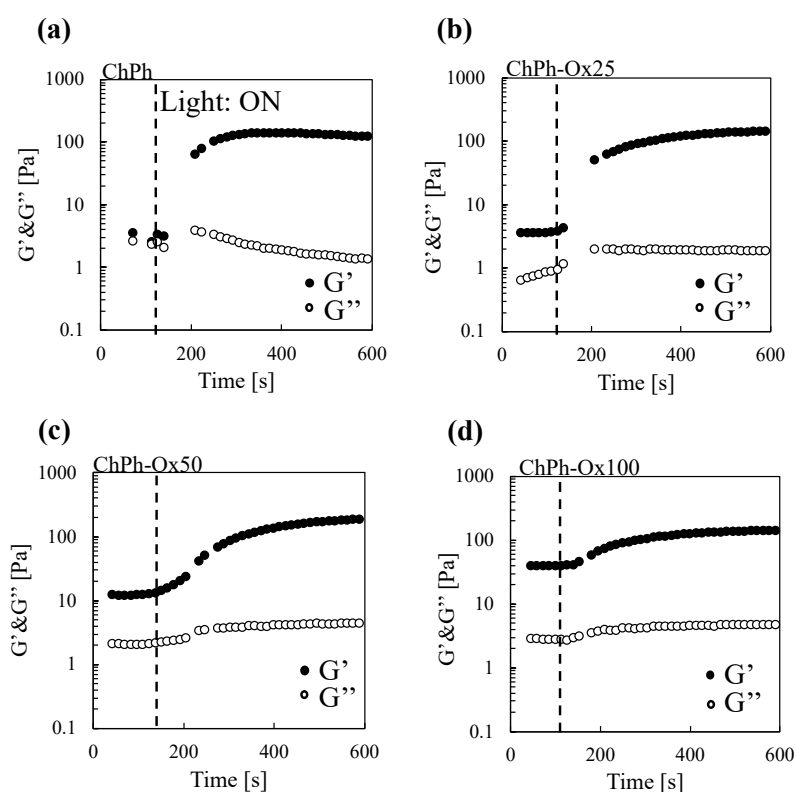 (a)
ChPh
Light: ON
1000
100
10
1
0.1
G'&G'' [Pa]
G'
G''
0
200
400
600
Time [s]
(b)
ChPh-Ox25
1000
100
10
1
0.1
G'&G'' [Pa]
G'
G''
0
200
400
600
Time [s]
(c)
ChPh-Ox50
1000
100
10
1
0.1
G'&G'' [Pa]
G'
G''
0
200
400
600
Time [s]
(d)
ChPh-Ox100
1000
100
10
1
0.1
G'&G'' [Pa]
G'
G''
0
200
400
600
Time [s]